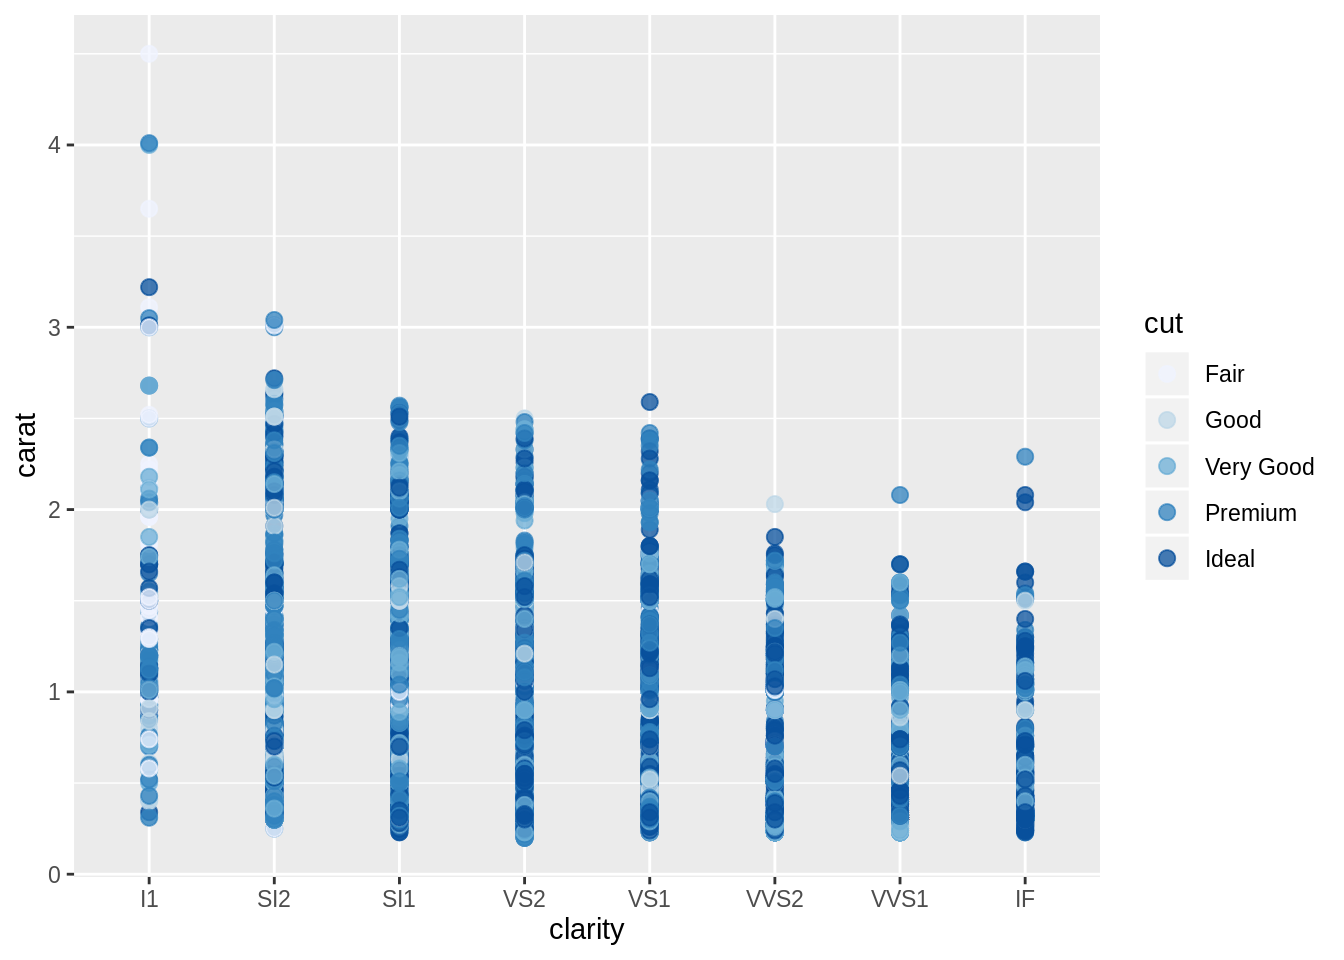 carat
4
3
2
1
0
I1 SI2 SI1 VS2 VS1 VVS2 VVS1 IF
clarity
cut
Fair
Good
Very Good
Premium
Ideal